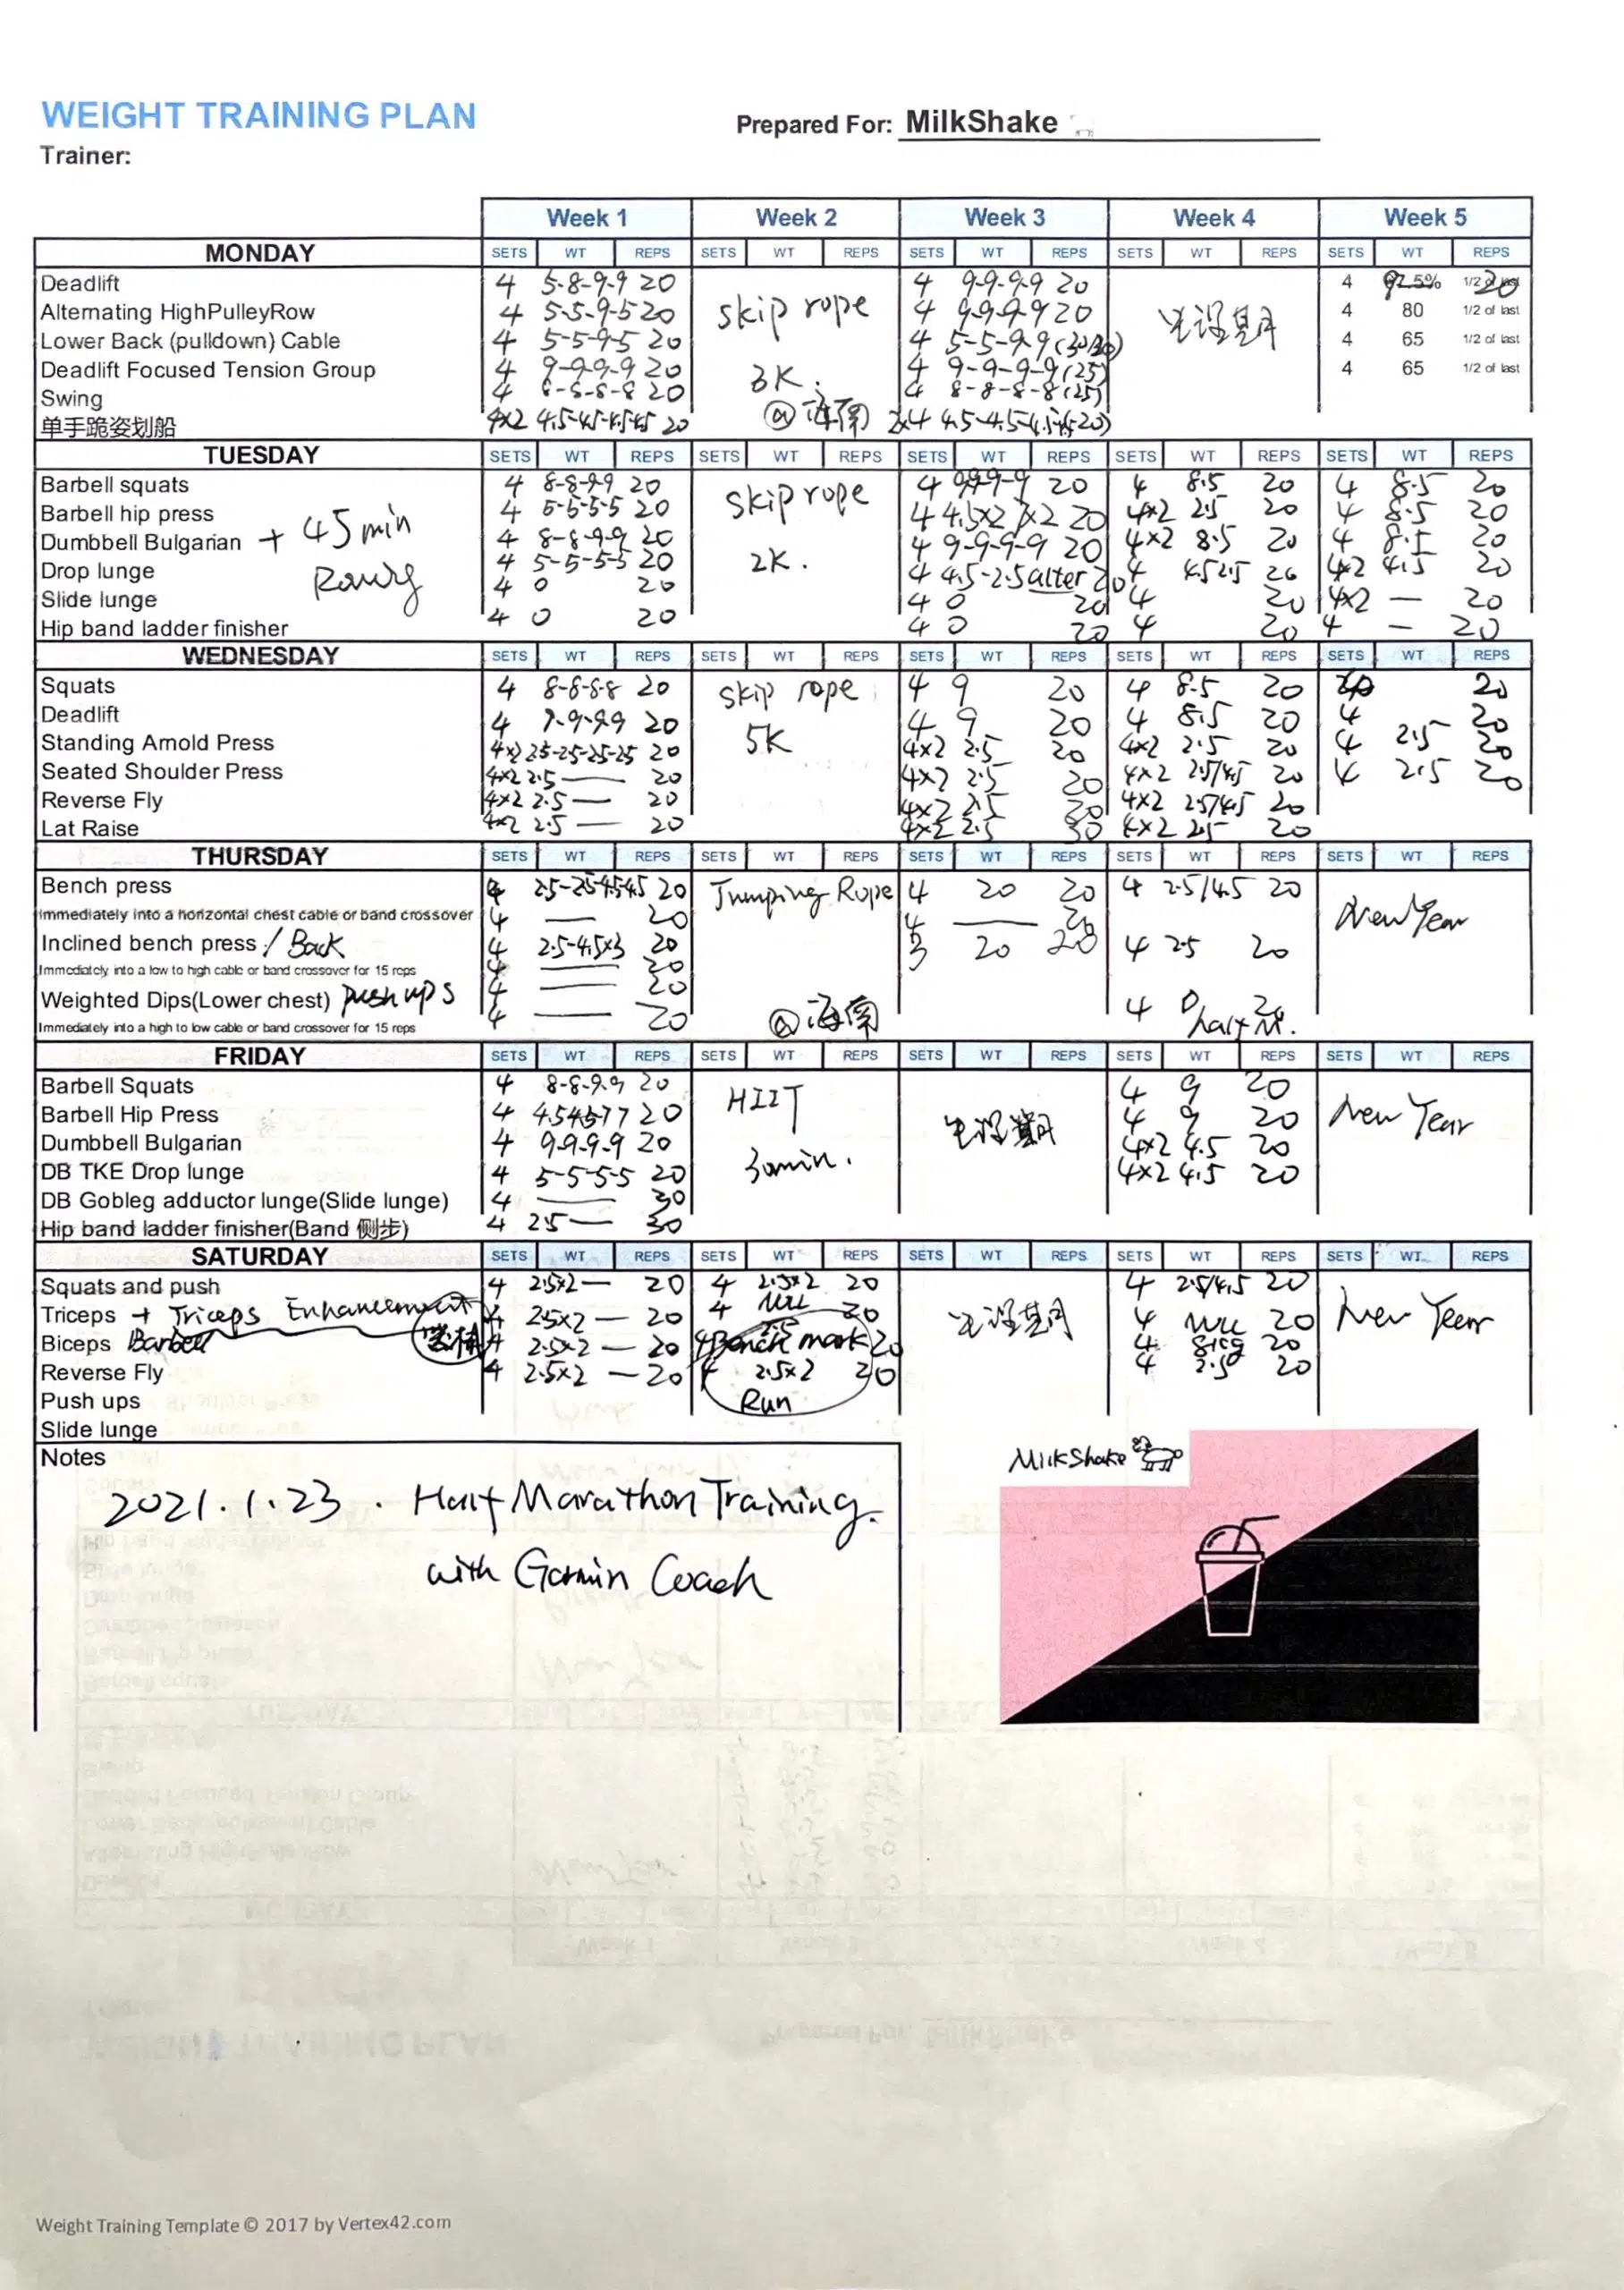 WEIGHT TRAINING PLAN
Prepared For: MilkShake
Trainer:
Week 1 Week 2 Week 3 Week 4 Week 5
MONDAY SETS WT REPS SETS WT REPS SETS WT REPS SETS WT REPS SETS WT REPS
Deadlift 4 5-8-9-9 20 4 9-9-9-9 20 4 97.5% 1/2 of last 20
Alternating HighPulleyRow 4 5-5-9-5 20 skip rope 4 9-9-9-9 20 4 80 1/2 of last
Lower Back (pulldown) Cable 4 5-5-9-5 20 4 5-5-9-9 4 65 1/2 of last
Deadlift Focused Tension Group 4 9-9-9-9 20 3K. 4 9-9-9-9 (25) 4 65 1/2 of last
Swing 4 8-8-8-8 20 4 8-8-8-8 (25)
单手跪姿划船 4x2 4.5-4.5-4.5-4.5 20 @海南 2x4 4.5-4.5-4.5-4.5 (20)
TUESDAY SETS WT REPS SETS WT REPS SETS WT REPS SETS WT REPS SETS WT REPS
Barbell squats 4 8-8-9-9 20 skip rope 4 9-9-9-9 20 4 8.5 20 4 8.5 20
Barbell hip press 4 5-5-5-5 20 4 4.5x2 7x2 20 4x2 2.5 20 4 8.5 20
Dumbbell Bulgarian + 45 min 4 8-8-9-9 20 2K. 4 9-9-9-9 20 4x2 8.5 20 4 8.5 20
Drop lunge 4 5-5-5-5 20 4 4.5-2.5 alter 20 4 4.5 2.5 20 4x2 4.5 20
Slide lunge 4 0 20 4 0 20 4 20 4x2 — 20
Hip band ladder finisher 4 0 20 4 0 20 4 20 4 — 20
WEDNESDAY SETS WT REPS SETS WT REPS SETS WT REPS SETS WT REPS SETS WT REPS
Squats 4 8-8-8-8 20 skip rope 4 9 20 4 8.5 20 20
Deadlift 4 9-9-9-9 20 5K 4 9 20 4 8.5 20 4 20
Standing Arnold Press 4x2 2.5-2.5-2.5-2.5 20 4x2 2.5 20 4x2 2.5 20 4 2.5 20
Seated Shoulder Press 4x2 2.5 — 20 4x2 2.5 20 4x2 2.5/4.5 20 4 2.5 20
Reverse Fly 4x2 2.5 — 20 4x2 2.5 20 4x2 2.5/4.5 20
Lat Raise 4x2 2.5 — 20 4x2 2.5 30 4x2 2.5 20
THURSDAY SETS WT REPS SETS WT REPS SETS WT REPS SETS WT REPS SETS WT REPS
Bench press 4 2.5-2.5-4.5-4.5 20 Jumping Rope 4 20 20 4 2.5/4.5 20
Immediately into a horizontal chest cable or band crossover 4 — 20 4 — 20 New Year
Inclined bench press / Back 4 2.5-4.5x3 20 3 20 20 4 2.5 20
Immediately into a low to high cable or band crossover for 15 reps 4 — 20
Weighted Dips(Lower chest) push ups 4 — 20 @海南 4 0 20
Immediately into a high to low cable or band crossover for 15 reps 4 — 20 half M.
FRIDAY SETS WT REPS SETS WT REPS SETS WT REPS SETS WT REPS SETS WT REPS
Barbell Squats 4 8-8-9-9 20 HIIT 4 9 20
Barbell Hip Press 4 4.5 4.5 7 7 20 4 9 20 New Year
Dumbbell Bulgarian 4 9-9-9-9 20 30min. 4x2 4.5 20
DB TKE Drop lunge 4 5-5-5-5 20 4x2 4.5 20
DB Gobleg adductor lunge(Slide lunge) 4 — 30
Hip band ladder finisher(Band 侧步) 4 2.5 — 30
SATURDAY SETS WT REPS SETS WT REPS SETS WT REPS SETS WT REPS SETS WT REPS
Squats and push 4 2.5x2 — 20 4 2.5x2 20 4 2.5/4.5 20
Triceps + Triceps Enhancement 4 2.5x2 — 20 4 NULL 20 4 NULL 20 New Year
Biceps Barbell 4 2.5x2 — 20 4 Bench mark 20 4 8kg 20
Reverse Fly 4 2.5x2 — 20 4 2.5x2 20 4 2.5 20
Push ups Run
Slide lunge
Notes
2021.1.23. Half Marathon Training.
with Garmin Coach
MilkShake
Weight Training Template © 2017 by Vertex42.com